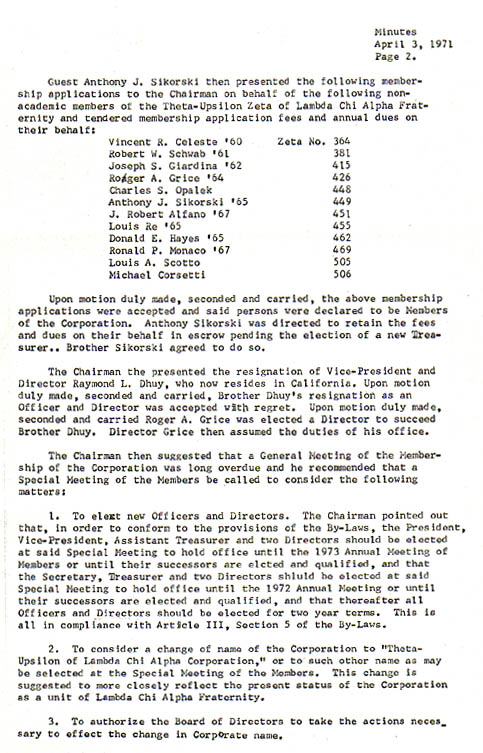 Minutes
April 3, 1971
Page 2.
Guest Anthony J. Sikorski then presented the following member-
ship applications to the Chairman on behalf of the following non-
academic members of the Theta-Upsilon Zeta of Lambda Chi Alpha Frat-
ernity and tendered membership application fees and annual dues on
their behalf:
Vincent R. Celeste '60 Zeta No. 364
Robert W. Schwab '61 381
Joseph S. Giardina '62 415
Roger A. Grice '64 426
Charles S. Opalek 448
Anthony J. Sikorski '65 449
J. Robert Alfano '67 451
Louis Re '65 455
Donald E. Hayes '65 462
Ronald P. Monaco '67 469
Louis A. Scotto 505
Michael Corsetti 506
Upon motion duly made, seconded and carried, the above membership
applications were accepted and said persons were declared to be Members
of the Corporation. Anthony Sikorski was directed to retain the fees
and dues on their behalf in escrow pending the election of a new Trea-
surer.. Brother Sikorski agreed to do so.
The Chairman the presented the resignation of Vice-President and
Director Raymond L. Dhuy, who now resides in California. Upon motion
duly made, seconded and carried, Brother Dhuy's resignation as an
Officer and Director was accepted with regret. Upon motion duly made,
seconded and carried Roger A. Grice was elected a Director to succeed
Brother Dhuy. Director Grice then assumed the duties of his office.
The Chairman then suggested that a General Meeting of the Member-
ship of the Corporation was long overdue and he recommended that a
Special Meeting of the Members be called to consider the following
matters:
1. To elect new Officers and Directors. The Chairman pointed out
that, in order to conform to the provisions of the By-Laws, the President,
Vice-President, Assistant Treasurer and two Directors should be elected
at said Special Meeting to hold office until the 1973 Annual Meeting of
Members or until their successors are elcted and qualified, and that
the Secretary, Treasurer and two Directors shluld be elected at said
Special Meeting to hold office until the 1972 Annual Meeting or until
their successors are elected and qualified, and that thereafter all
Officers and Directors should be elected for two year terms. This is
all in compliance with Article III, Section 5 of the By-Laws.
2. To consider a change of name of the Corporation to "Theta-
Upsilon of Lambda Chi Alpha Corporation," or to such other name as may
be selected at the Special Meeting of the Members. This change is
suggested to more closely reflect the present status of the Corporation
as a unit of Lambda Chi Alpha Fraternity.
3. To authorize the Board of Directors to take the actions neces_
sary to effect the change in Corporate name.